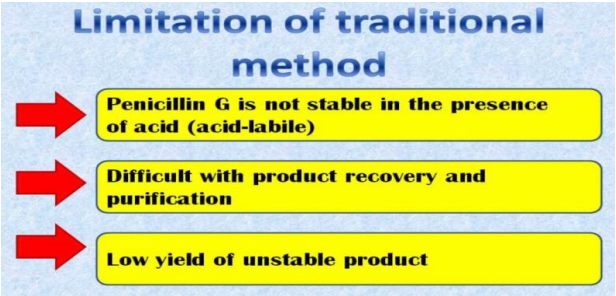 Limitation of traditional
method
Penicillin G is not stable in the presence
of acid (acid-labile)
Difficult with product recovery and
purification
Low yield of unstable product